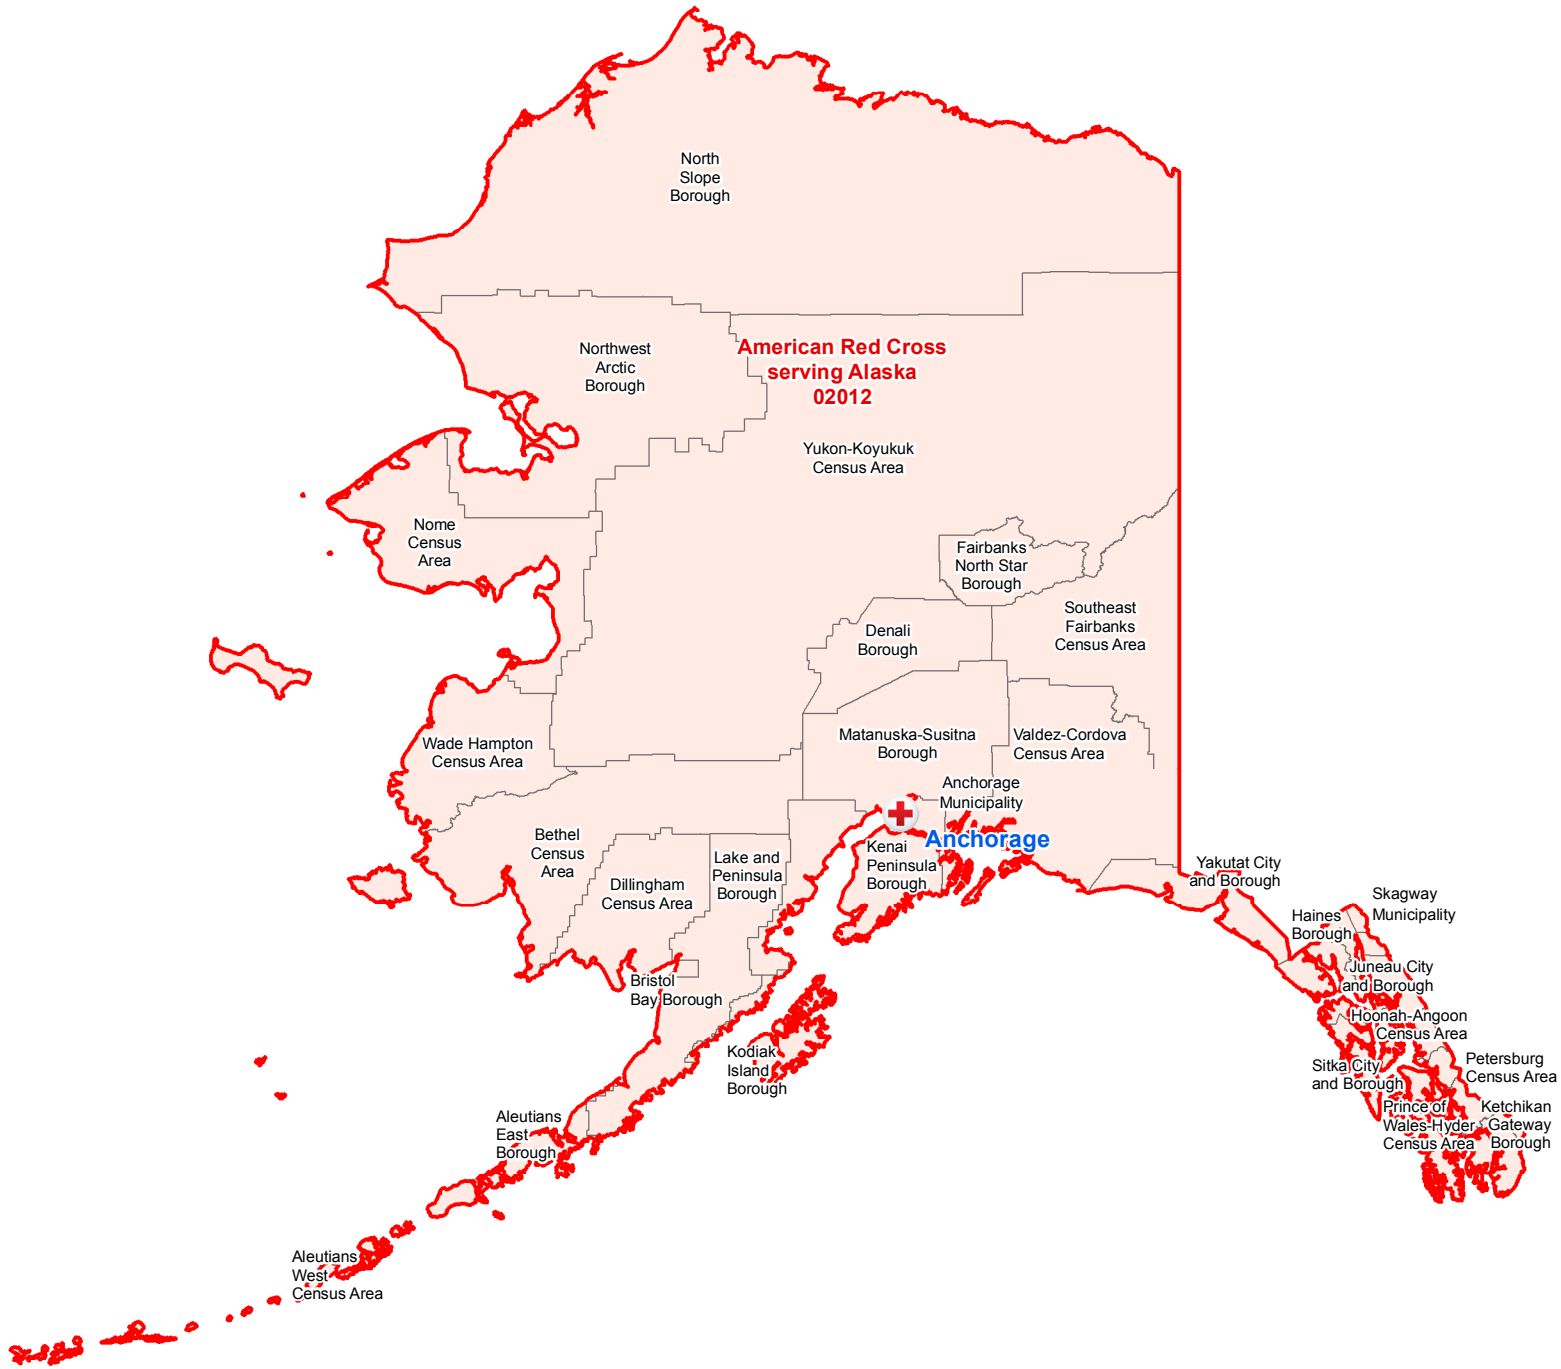 North
Slope
Borough
Northwest
Arctic
Borough
American Red Cross
serving Alaska
02012
Yukon-Koyukuk
Census Area
Nome
Census
Area
Fairbanks
North Star
Borough
Southeast
Fairbanks
Census Area
Denali
Borough
Wade Hampton
Census Area
Matanuska-Susitna
Borough
Valdez-Cordova
Census Area
Anchorage
Municipality
Anchorage
Bethel
Census
Area
Dillingham
Census Area
Lake and
Peninsula
Borough
Kenai
Peninsula
Borough
Yakutat City
and Borough
Skagway
Municipality
Haines
Borough
Juneau City
and Borough
Bristol
Bay Borough
Hoonah-Angoon
Census Area
Kodiak
Island
Borough
Sitka City
and Borough
Petersburg
Census Area
Prince of
Wales-Hyder
Census Area
Ketchikan
Gateway
Borough
Aleutians
East
Borough
Aleutians
West
Census Area